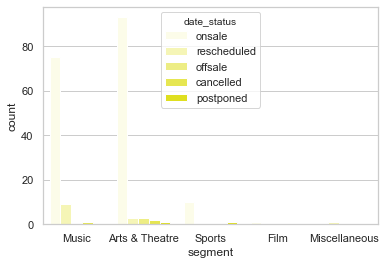 date_status
onsale
rescheduled
offsale
cancelled
postponed
80
60
40
20
0
count
Music Arts & Theatre Sports Film Miscellaneous
segment